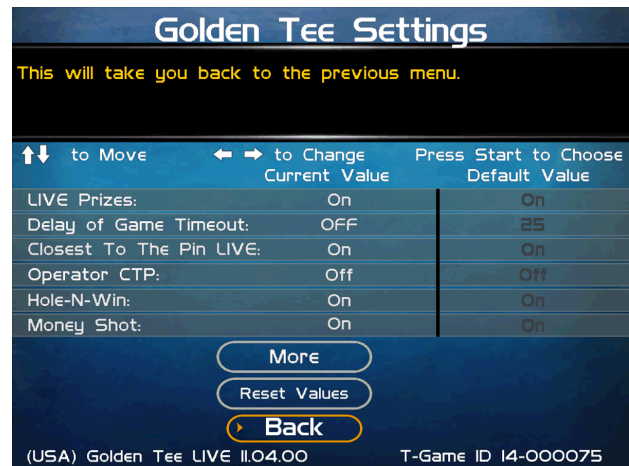 Golden Tee Settings
This will take you back to the previous menu.
to Move to Change Press Start to Choose
Current Value Default Value
LIVE Prizes: On On
Delay of Game Timeout: OFF 25
Closest To The Pin LIVE: On On
Operator CTP: Off Off
Hole-N-Win: On On
Money Shot: On On
More
Reset Values
Back
(USA) Golden Tee LIVE 11.04.00 T-Game ID 14-000075